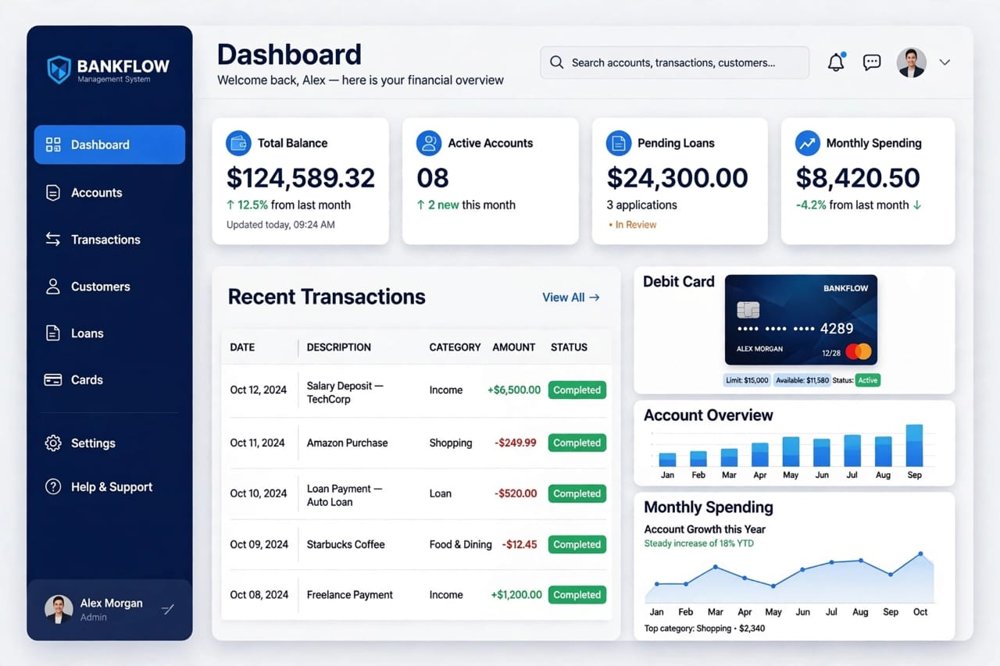 BANKFLOW
Management System
Dashboard
Accounts
Transactions
Customers
Loans
Cards
Settings
Help & Support
Alex Morgan
Admin
Dashboard
Welcome back, Alex — here is your financial overview
Search accounts, transactions, customers...
Total Balance
$124,589.32
↑ 12.5% from last month
Updated today, 09:24 AM
Active Accounts
08
↑ 2 new this month
Pending Loans
$24,300.00
3 applications
• In Review
Monthly Spending
$8,420.50
-4.2% from last month ↓
Recent Transactions
View All →
DATE DESCRIPTION CATEGORY AMOUNT STATUS
Oct 12, 2024 Salary Deposit — TechCorp Income +$6,500.00 Completed
Oct 11, 2024 Amazon Purchase Shopping -$249.99 Completed
Oct 10, 2024 Loan Payment — Auto Loan Loan -$520.00 Completed
Oct 09, 2024 Starbucks Coffee Food & Dining -$12.45 Completed
Oct 08, 2024 Freelance Payment Income +$1,200.00 Completed
Debit Card
BANKFLOW
•••• •••• •••• 4289
ALEX MORGAN 12/28
Limit: $15,000 Available: $11,580 Status: Active
Account Overview
Jan Feb Mar Apr May Jun Jul Aug Sep
Monthly Spending
Account Growth this Year
Steady increase of 18% YTD
Jan Feb Mar Apr May Jun Jul Aug Sep Oct
Top category: Shopping • $2,340